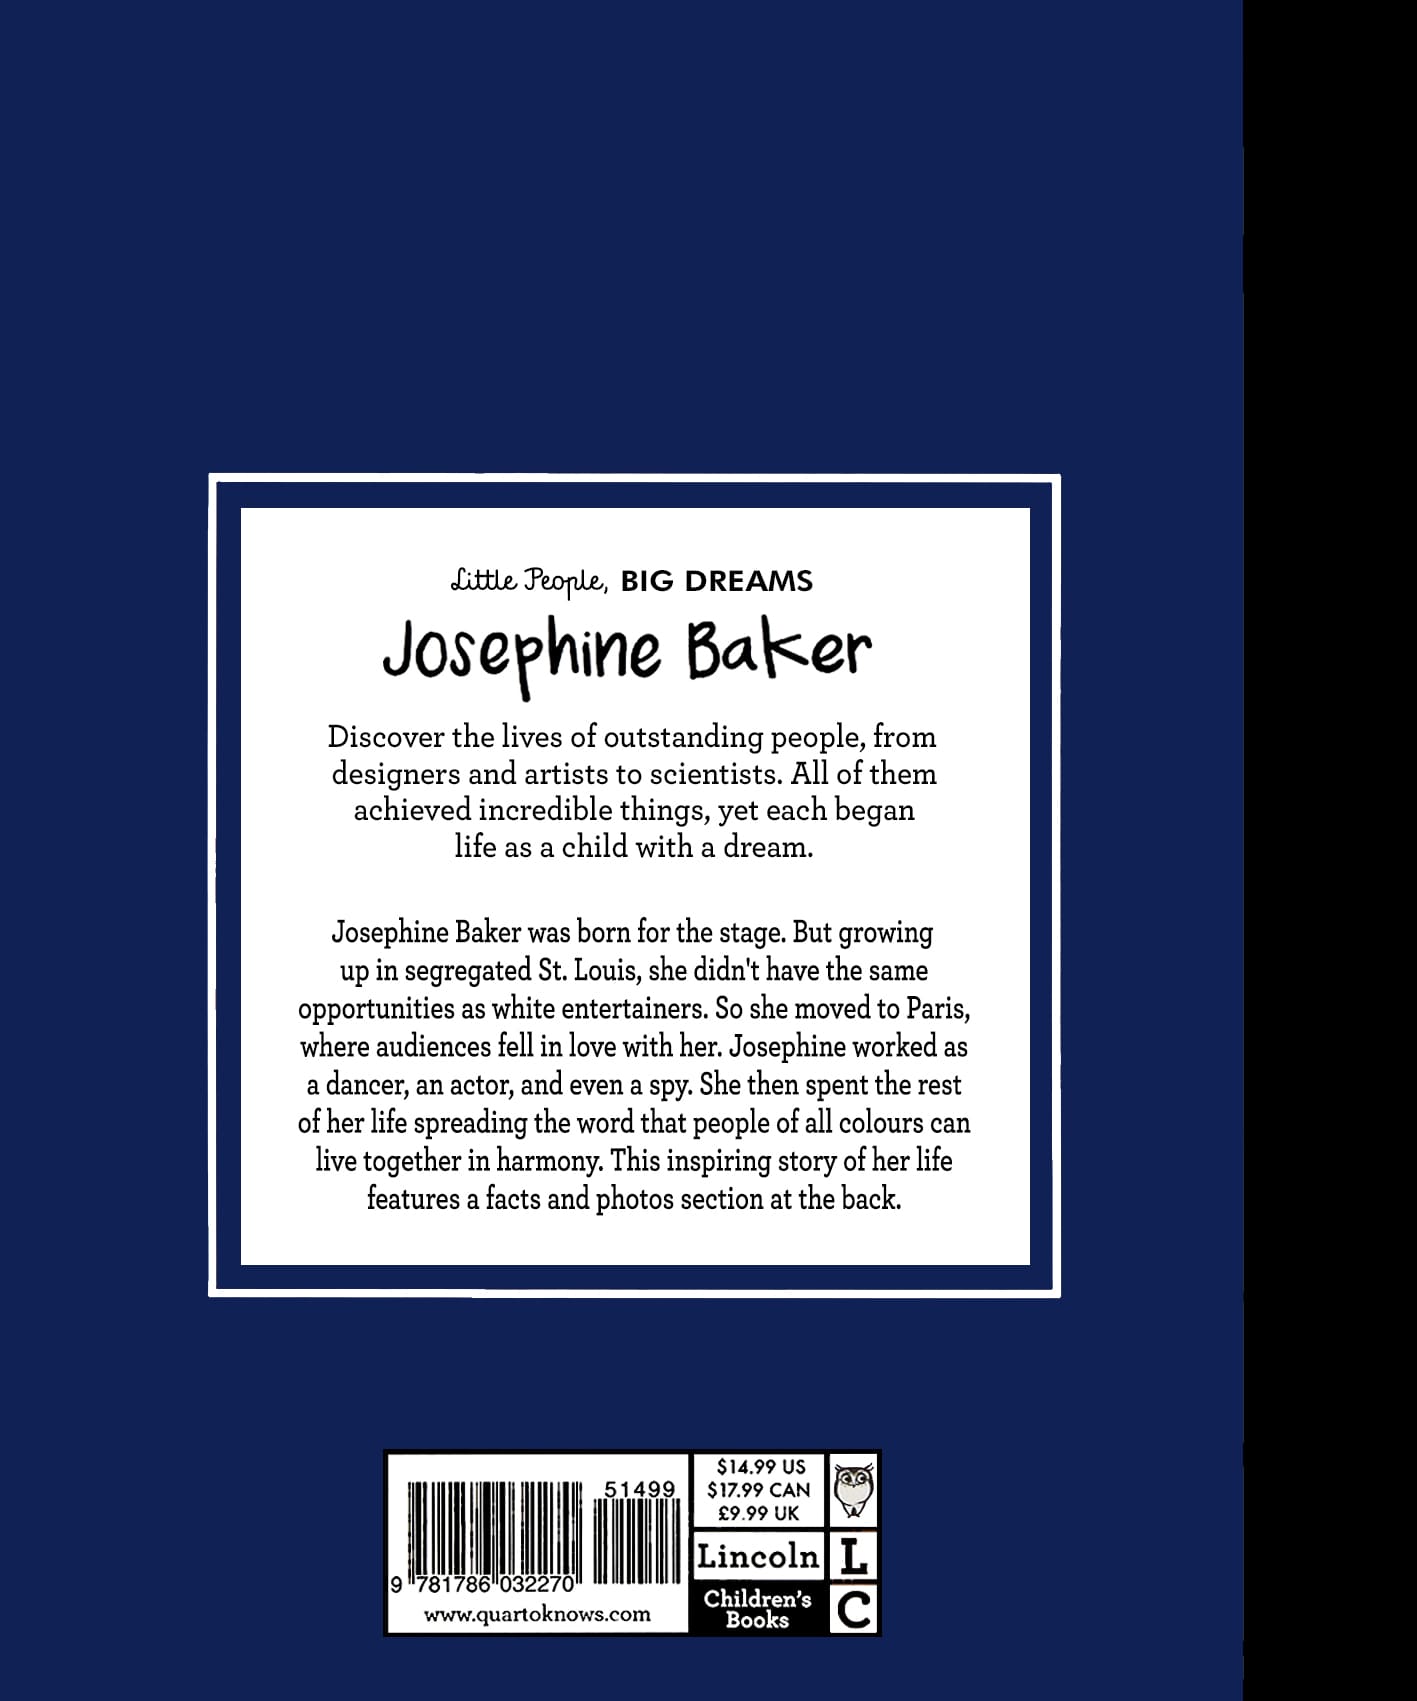 Little People, BIG DREAMS
Josephine Baker
Discover the lives of outstanding people, from
designers and artists to scientists. All of them
achieved incredible things, yet each began
life as a child with a dream.
Josephine Baker was born for the stage. But growing
up in segregated St. Louis, she didn't have the same
opportunities as white entertainers. So she moved to Paris,
where audiences fell in love with her. Josephine worked as
a dancer, an actor, and even a spy. She then spent the rest
of her life spreading the word that people of all colours can
live together in harmony. This inspiring story of her life
features a facts and photos section at the back.
51499
9 781786 032270
www.quartoknows.com
$14.99 US
$17.99 CAN
£9.99 UK
Lincoln
Children's
Books
L
C